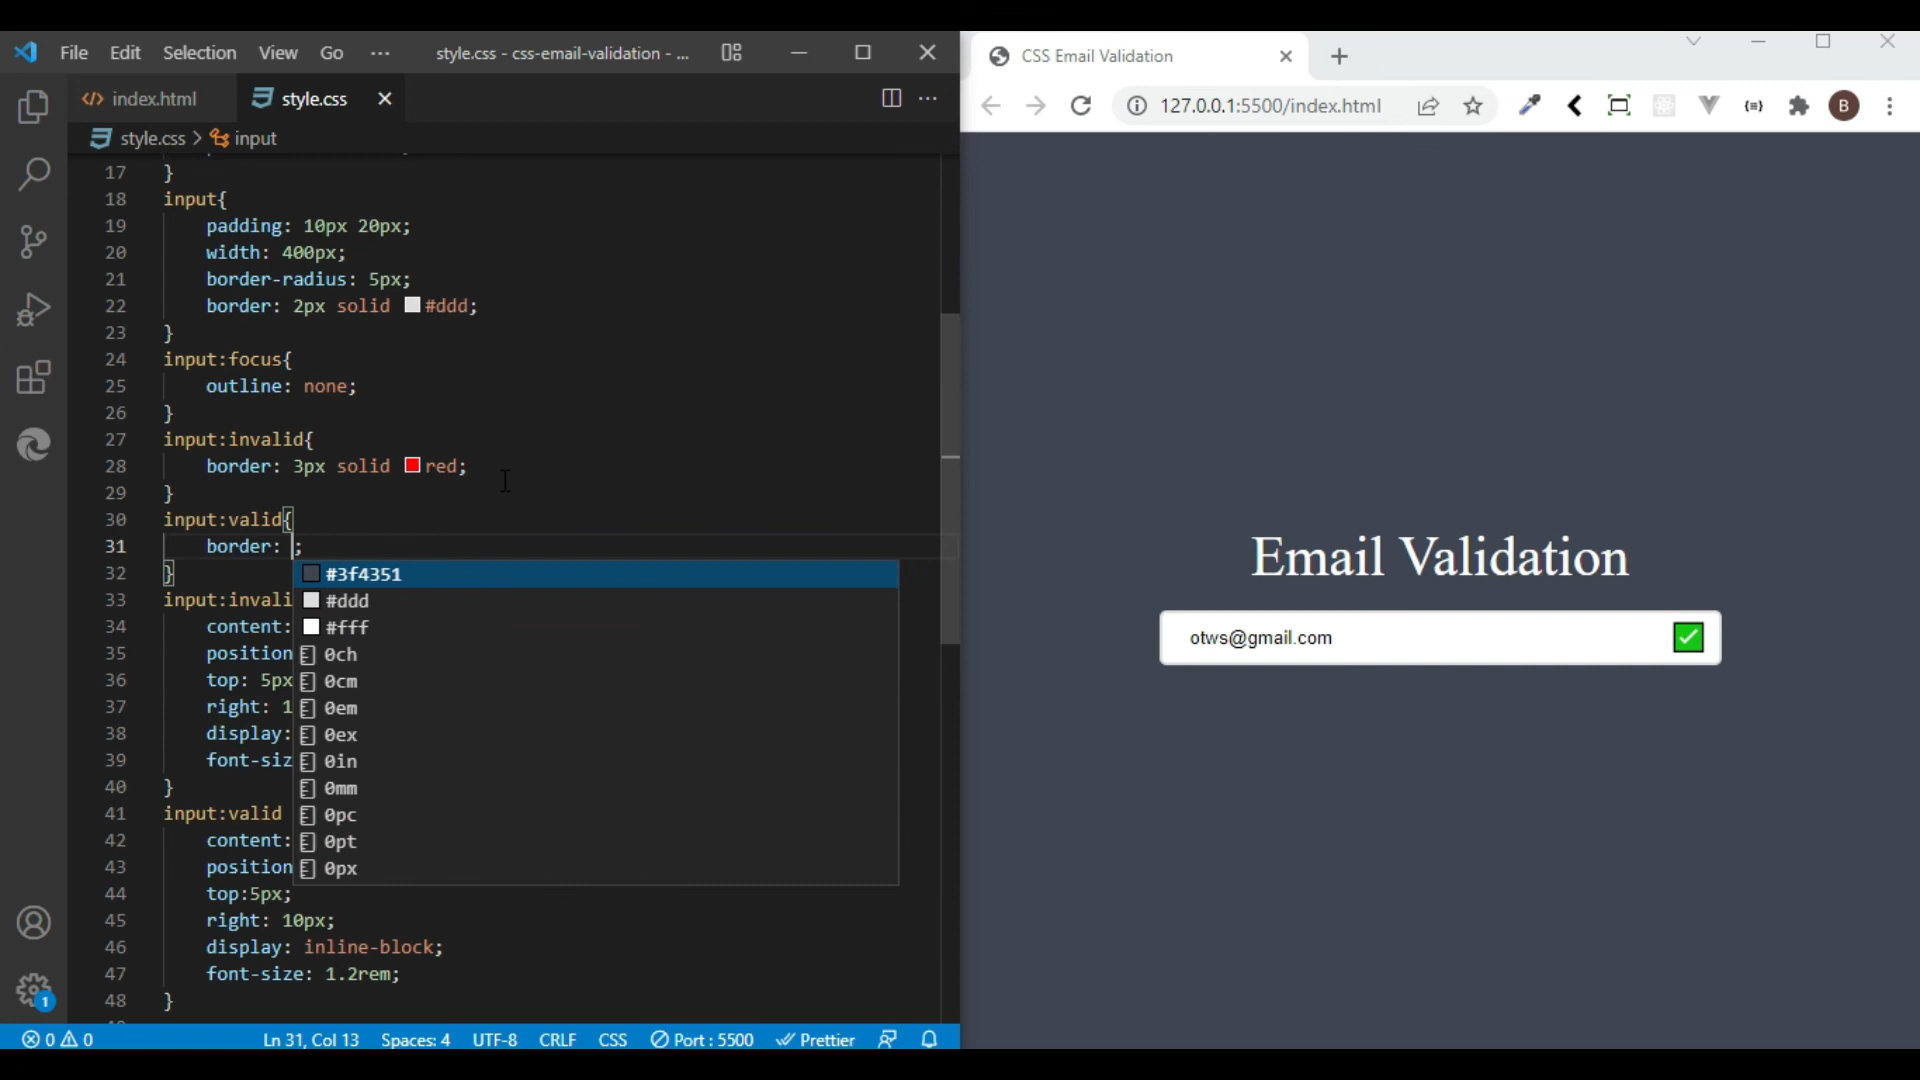 File Edit Selection View Go ··· style.css - css-email-validation - ...
index.html style.css
style.css > input
17 }
18 input{
19 padding: 10px 20px;
20 width: 400px;
21 border-radius: 5px;
22 border: 2px solid #ddd;
23 }
24 input:focus{
25 outline: none;
26 }
27 input:invalid{
28 border: 3px solid red;
29 }
30 input:valid{
31 border: ;
32 }
#3f4351
33 input:invali
#ddd
34 content:
#fff
35 position
0ch
36 top: 5px
0cm
37 right: 1
0em
38 display:
0ex
39 font-siz
0in
40 }
0mm
41 input:valid
0pc
42 content:
0pt
43 position
0px
44 top:5px;
45 right: 10px;
46 display: inline-block;
47 font-size: 1.2rem;
48 }
1
0 0 Ln 31, Col 13 Spaces: 4 UTF-8 CRLF CSS Port : 5500 Prettier
CSS Email Validation
127.0.0.1:5500/index.html
B
Email Validation
otws@gmail.com